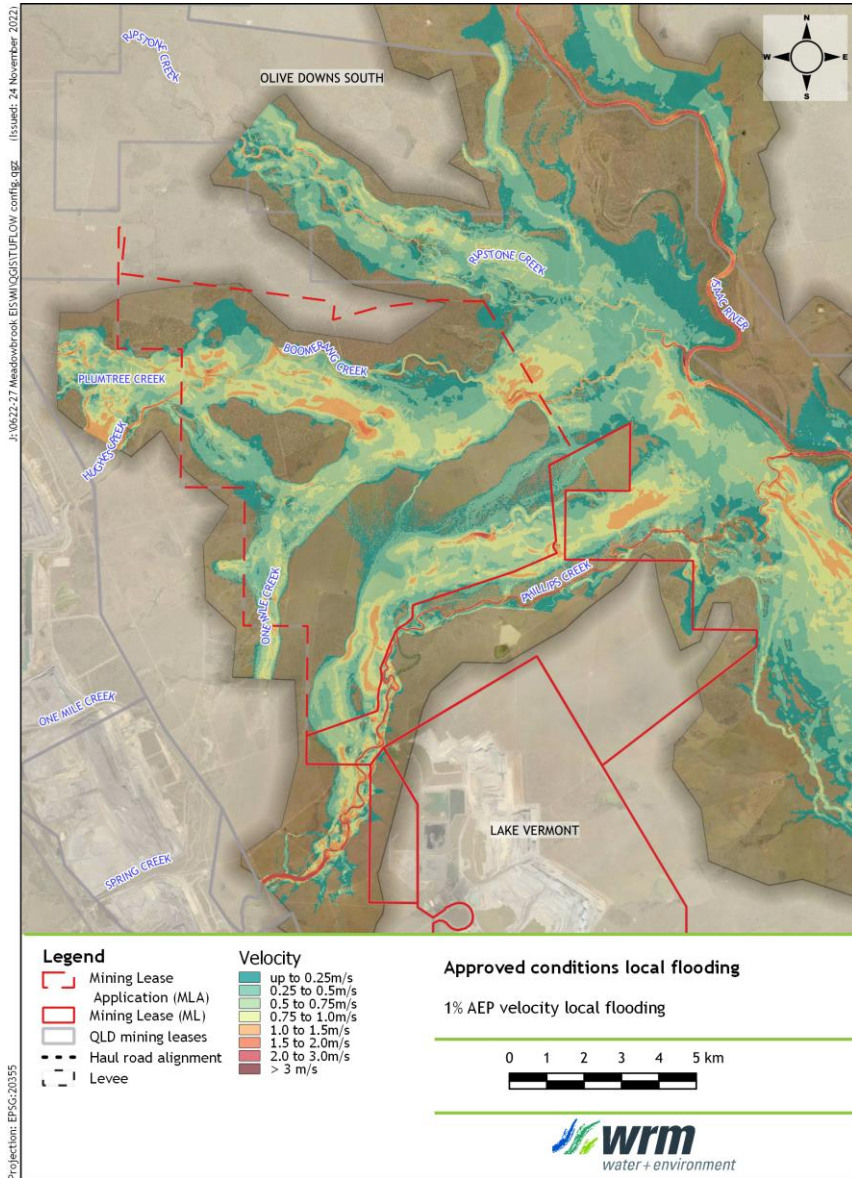 J:\0622-27 Meadowbrook EIS\WI\QGIS\TUFLOW config.qgz (Issued: 24 November 2022)
Projection: EPSG:20355
RIPSTONE CREEK
OLIVE DOWNS SOUTH
N
W E
S
RIPSTONE CREEK
ISAAC RIVER
BOOMERANG CREEK
PLUMTREE CREEK
HUGHES CREEK
ONE MILE CREEK
PHILLIPS CREEK
ONE MILE CREEK
LAKE VERMONT
SPRING CREEK
Legend
Mining Lease
Application (MLA)
Mining Lease (ML)
QLD mining leases
Haul road alignment
Levee
Velocity
up to 0.25m/s
0.25 to 0.5m/s
0.5 to 0.75m/s
0.75 to 1.0m/s
1.0 to 1.5m/s
1.5 to 2.0m/s
2.0 to 3.0m/s
> 3 m/s
Approved conditions local flooding
1% AEP velocity local flooding
0 1 2 3 4 5 km
wrm
water+environment